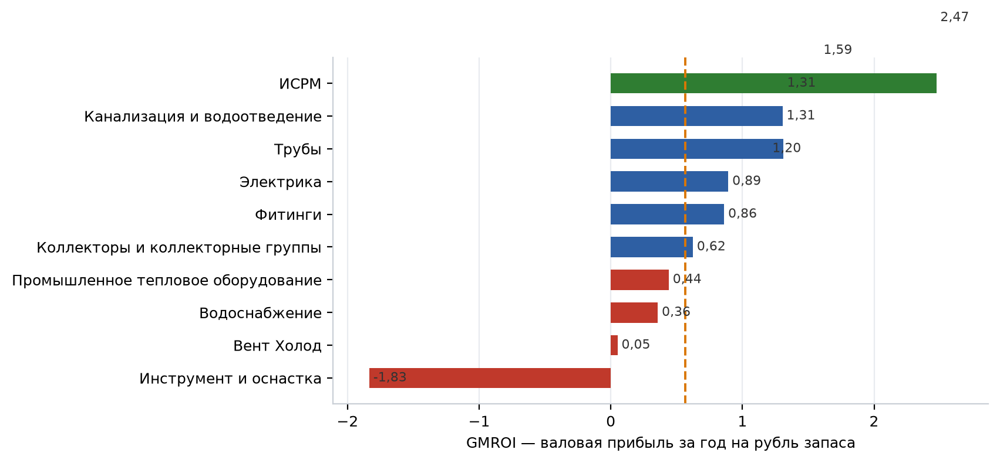 2,47
1,59
ИСРМ 1,31
Канализация и водоотведение 1,31
Трубы 1,20
Электрика 0,89
Фитинги 0,86
Коллекторы и коллекторные группы 0,62
Промышленное тепловое оборудование 0,44
Водоснабжение 0,36
Вент Холод 0,05
Инструмент и оснастка -1,83
−2 −1 0 1 2
GMROI — валовая прибыль за год на рубль запаса